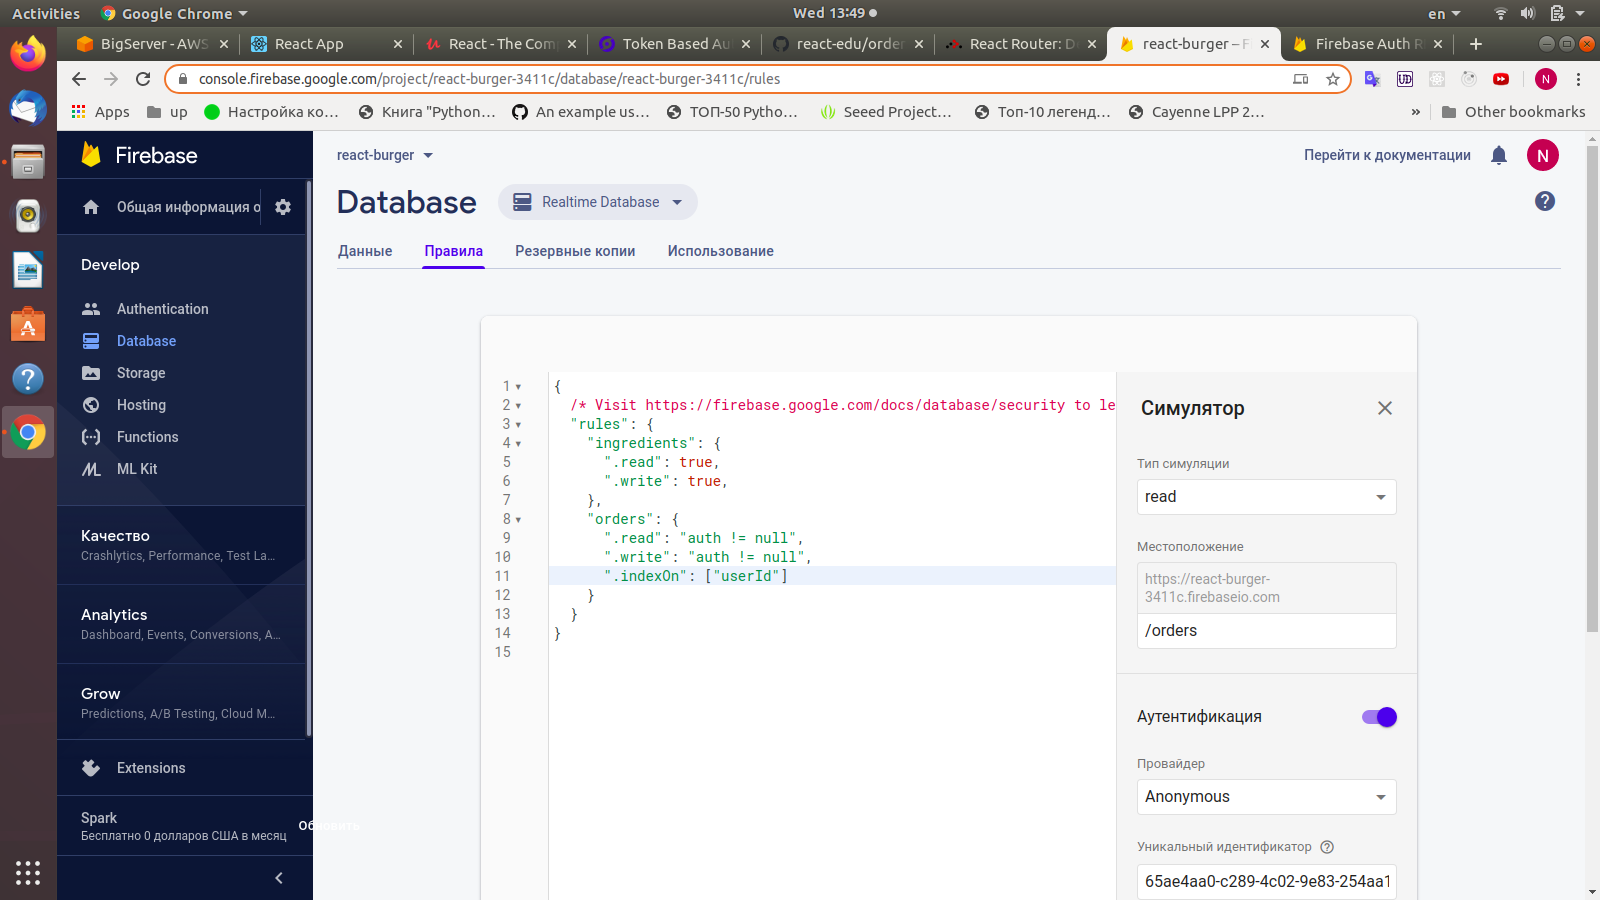 Activities
Google Chrome
Wed 13:49
en
BigServer - AWS
React App
React - The Com
Token Based Au
react-edu/order
React Router: D
react-burger – F
Firebase Auth R
console.firebase.google.com/project/react-burger-3411c/database/react-burger-3411c/rules
N
Apps
up
Настройка ко...
Книга "Python...
An example us...
ТОП-50 Pytho...
Seeed Project...
Топ-10 легенд...
Cayenne LPP 2...
»
Other bookmarks
Firebase
react-burger
Перейти к документации
N
Общая информация о
Database
Realtime Database
Данные
Правила
Резервные копии
Использование
Develop
Authentication
Database
Storage
Hosting
Functions
ML Kit
Качество
Crashlytics, Performance, Test La...
Analytics
Dashboard, Events, Conversions, A...
Grow
Predictions, A/B Testing, Cloud M...
Extensions
Spark
Бесплатно 0 долларов США в месяц
Обновить
1 {
2 /* Visit https://firebase.google.com/docs/database/security to le
3 "rules": {
4 "ingredients": {
5 ".read": true,
6 ".write": true,
7 },
8 "orders": {
9 ".read": "auth != null",
10 ".write": "auth != null",
11 ".indexOn": ["userId"]
12 }
13 }
14 }
15
Симулятор
Тип симуляции
read
Местоположение
https://react-burger-
3411c.firebaseio.com
/orders
Аутентификация
Провайдер
Anonymous
Уникальный идентификатор
65ae4aa0-c289-4c02-9e83-254aa1